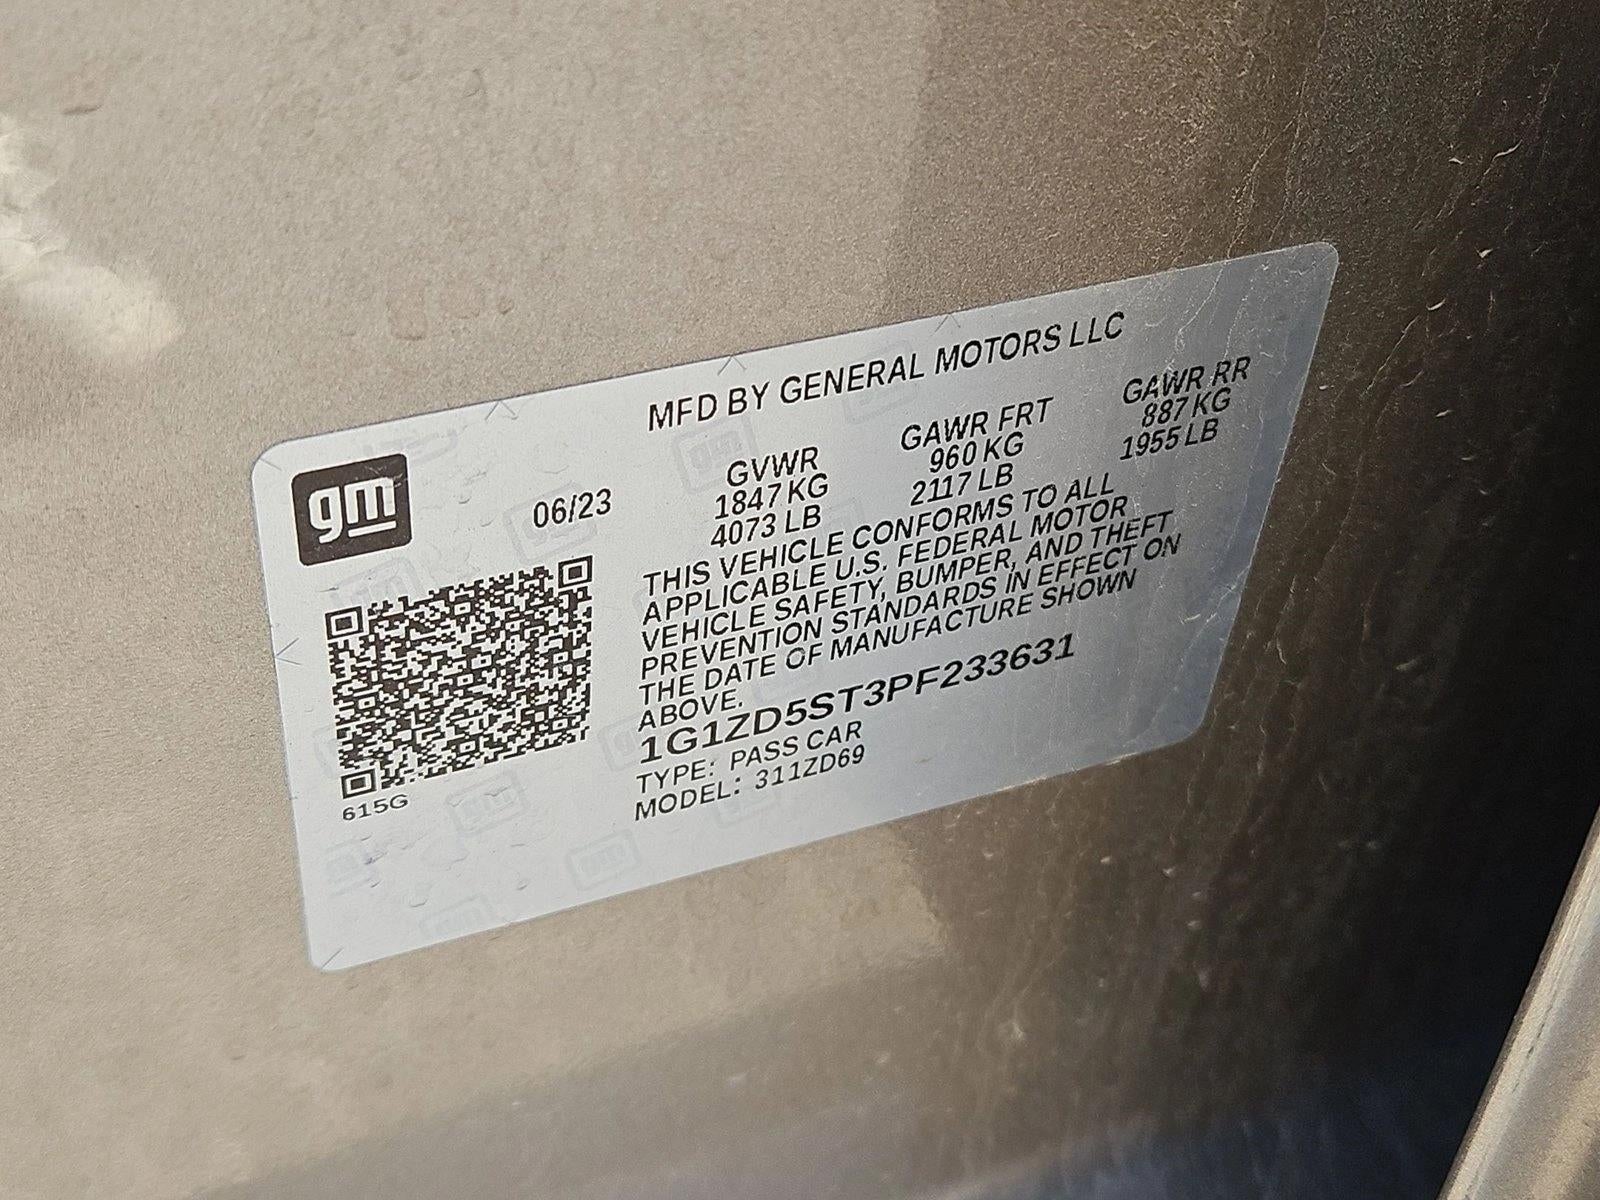 MFD BY GENERAL MOTORS LLC
gm
06/23
GVWR GAWR FRT GAWR RR
1847 KG 960 KG 887 KG
4073 LB 2117 LB 1955 LB
THIS VEHICLE CONFORMS TO ALL
APPLICABLE U.S. FEDERAL MOTOR
VEHICLE SAFETY, BUMPER, AND THEFT
PREVENTION STANDARDS IN EFFECT ON
THE DATE OF MANUFACTURE SHOWN
ABOVE.
1G1ZD5ST3PF233631
TYPE: PASS CAR
MODEL: 311ZD69
615G